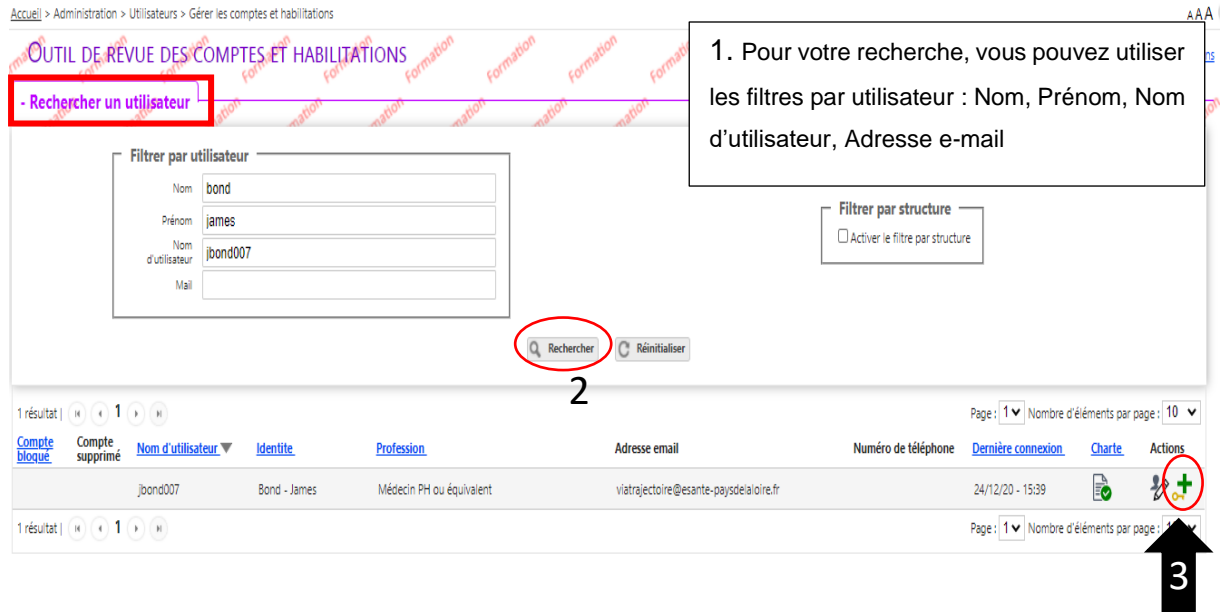 Accueil > Administration > Utilisateurs > Gérer les comptes et habilitations
AAA
OUTIL DE REVUE DES COMPTES ET HABILITATIONS
- Rechercher un utilisateur
1. Pour votre recherche, vous pouvez utiliser
les filtres par utilisateur : Nom, Prénom, Nom
d’utilisateur, Adresse e-mail
Formation Formation Formation Formation Formation
Filtrer par utilisateur
Nom bond
Prénom james
Nom
d'utilisateur jbond007
Mail
Filtrer par structure
Activer le filtre par structure
Rechercher Réinitialiser
2
1 résultat | 1
Page : 1 Nombre d'éléments par page : 10
Compte bloqué Compte supprimé Nom d'utilisateur Identite Profession Adresse email Numéro de téléphone Dernière connexion Charte Actions
jbond007 Bond - James Médecin PH ou équivalent viatrajectoire@esante-paysdelaloire.fr 24/12/20 - 15:39
1 résultat | 1
Page : 1 Nombre d'éléments par page :
3